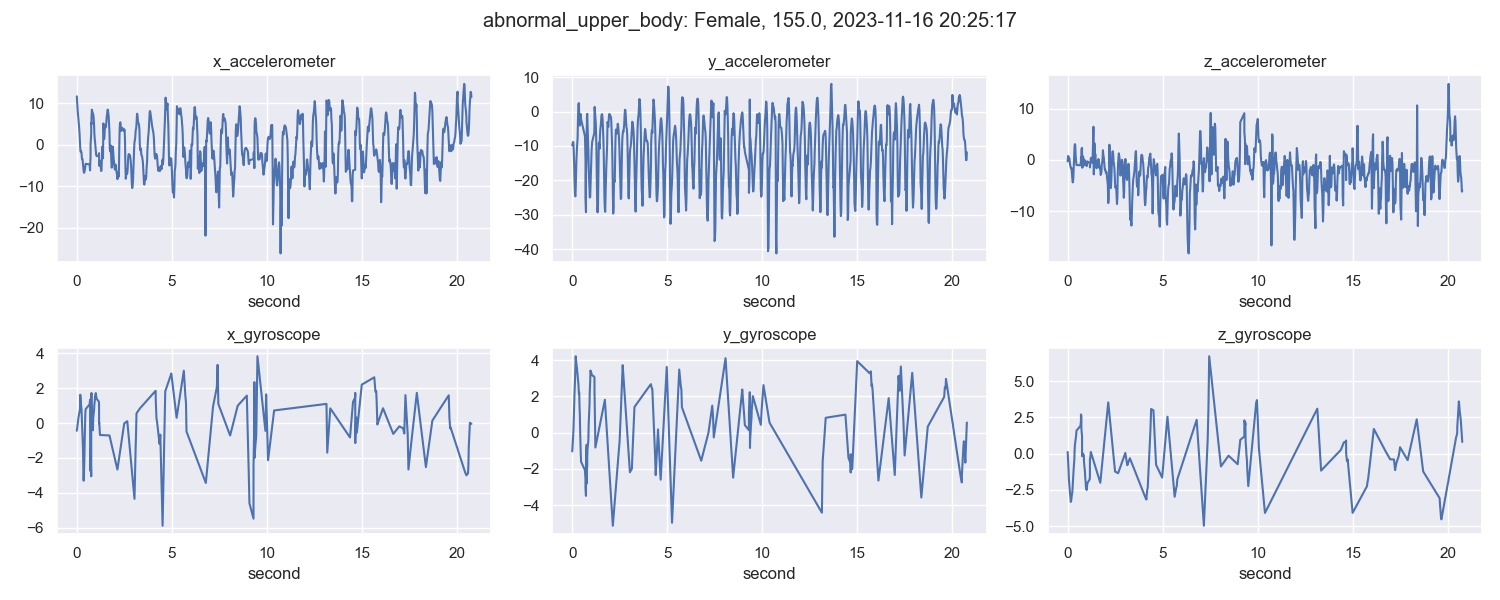 abnormal_upper_body: Female, 155.0, 2023-11-16 20:25:17
x_accelerometer
10
0
−10
−20
0 5 10 15 20
second
y_accelerometer
10
0
−10
−20
−30
−40
0 5 10 15 20
second
z_accelerometer
10
0
−10
0 5 10 15 20
second
x_gyroscope
4
2
0
−2
−4
−6
0 5 10 15 20
second
y_gyroscope
4
2
0
−2
−4
0 5 10 15 20
second
z_gyroscope
5.0
2.5
0.0
−2.5
−5.0
0 5 10 15 20
second